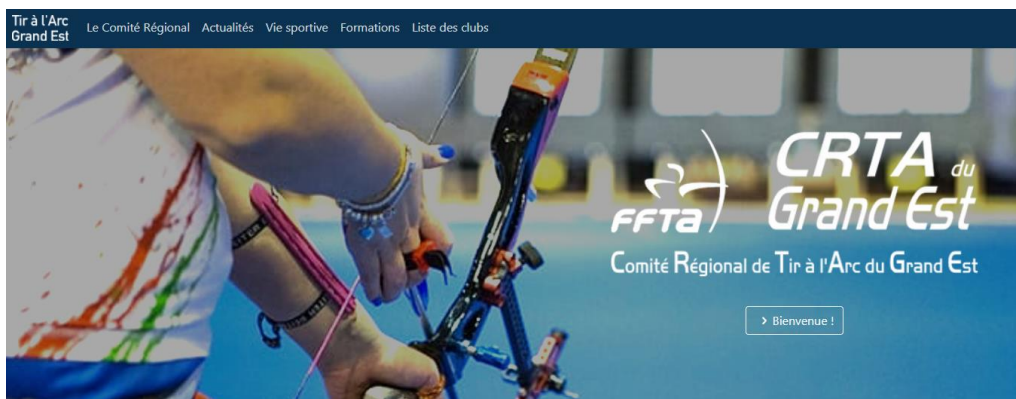 Tir à l'Arc
Grand Est
Le Comité Régional Actualités Vie sportive Formations Liste des clubs
CRTA du
Grand Est
FFTa
Comité Régional de Tir à l'Arc du Grand Est
Bienvenue !